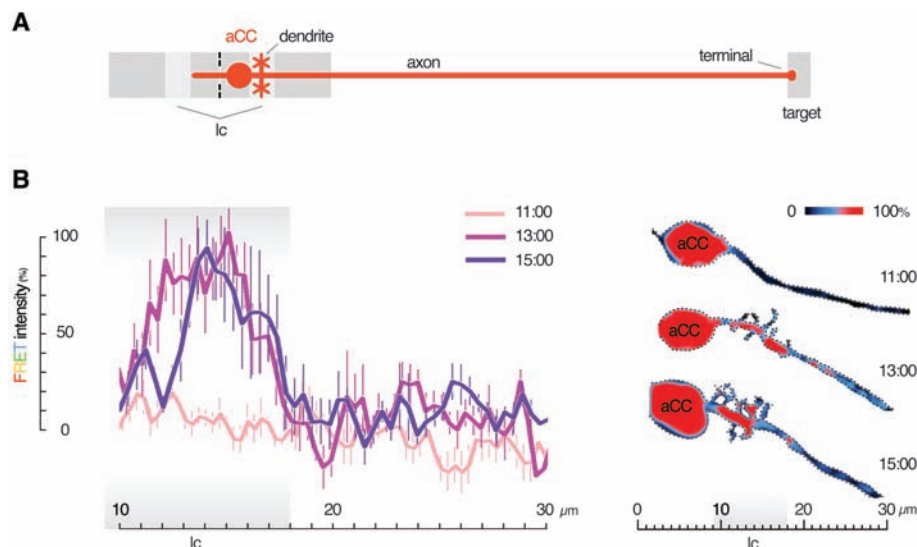 A
aCC
dendrite
axon
terminal
lc
target
B
100
50
0
FRET intensity (%)
11:00
13:00
15:00
10
20
30 µm
lc
0
100%
aCC
11:00
aCC
13:00
aCC
15:00
0
10
20
30 µm
lc